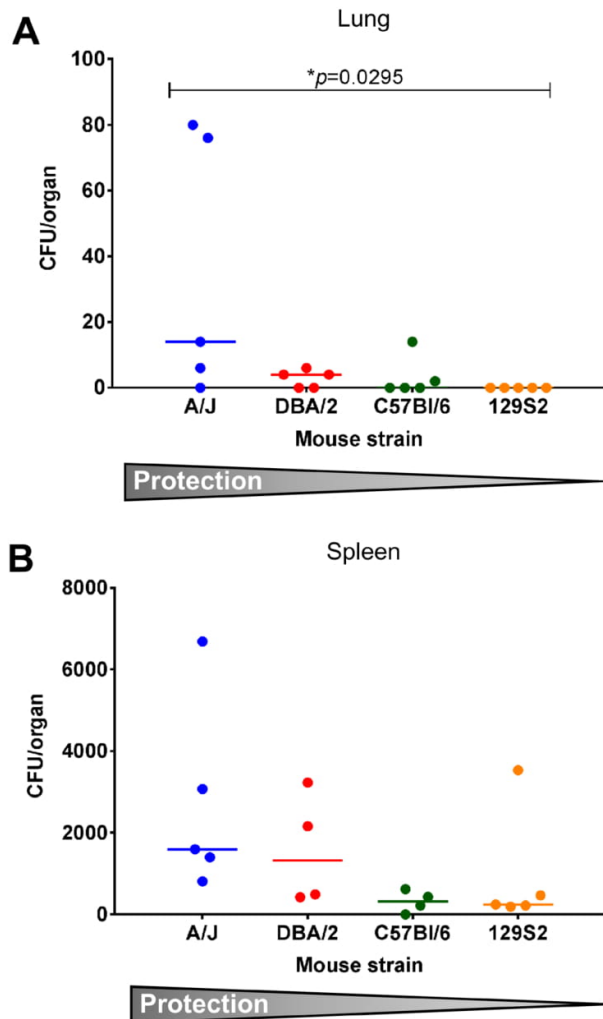 A
Lung
100
*p=0.0295
80
60
40
20
0
CFU/organ
A/J DBA/2 C57Bl/6 129S2
Mouse strain
Protection
B
Spleen
8000
6000
4000
2000
0
CFU/organ
A/J DBA/2 C57Bl/6 129S2
Mouse strain
Protection